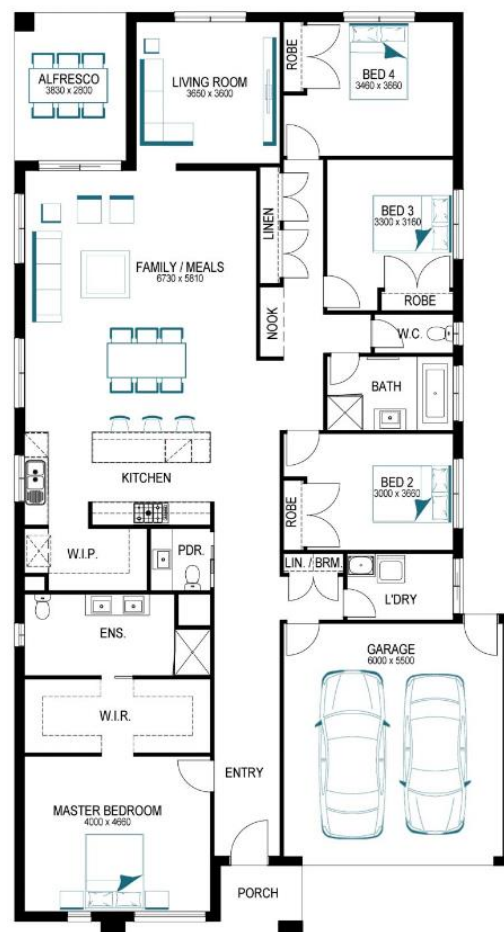 ALFRESCO
3830 x 2800
LIVING ROOM
3650 x 3600
ROBE
BED 4
3460 x 3660
FAMILY / MEALS
6730 x 5810
LINEN
BED 3
3300 x 3160
ROBE
NOOK
W.C.
BATH
KITCHEN
ROBE
BED 2
3000 x 3660
W.I.P.
PDR.
LIN. / BRM.
L'DRY
ENS.
W.I.R.
GARAGE
6000 x 5500
ENTRY
MASTER BEDROOM
4000 x 4660
PORCH